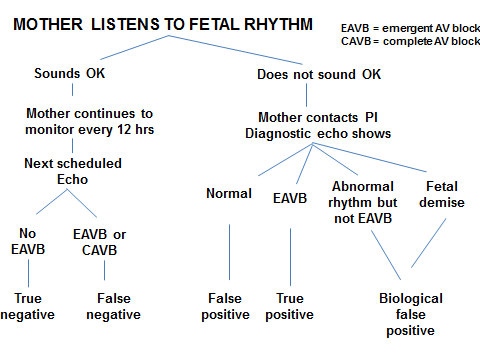 MOTHER LISTENS TO FETAL RHYTHM
EAVB = emergent AV block
CAVB = complete AV block
Sounds OK
Does not sound OK
Mother continues to
monitor every 12 hrs
Mother contacts PI
Diagnostic echo shows
Next scheduled
Echo
Normal
EAVB
Abnormal
rhythm but
not EAVB
Fetal
demise
No
EAVB
EAVB or
CAVB
True
negative
False
negative
False
positive
True
positive
Biological
false
positive